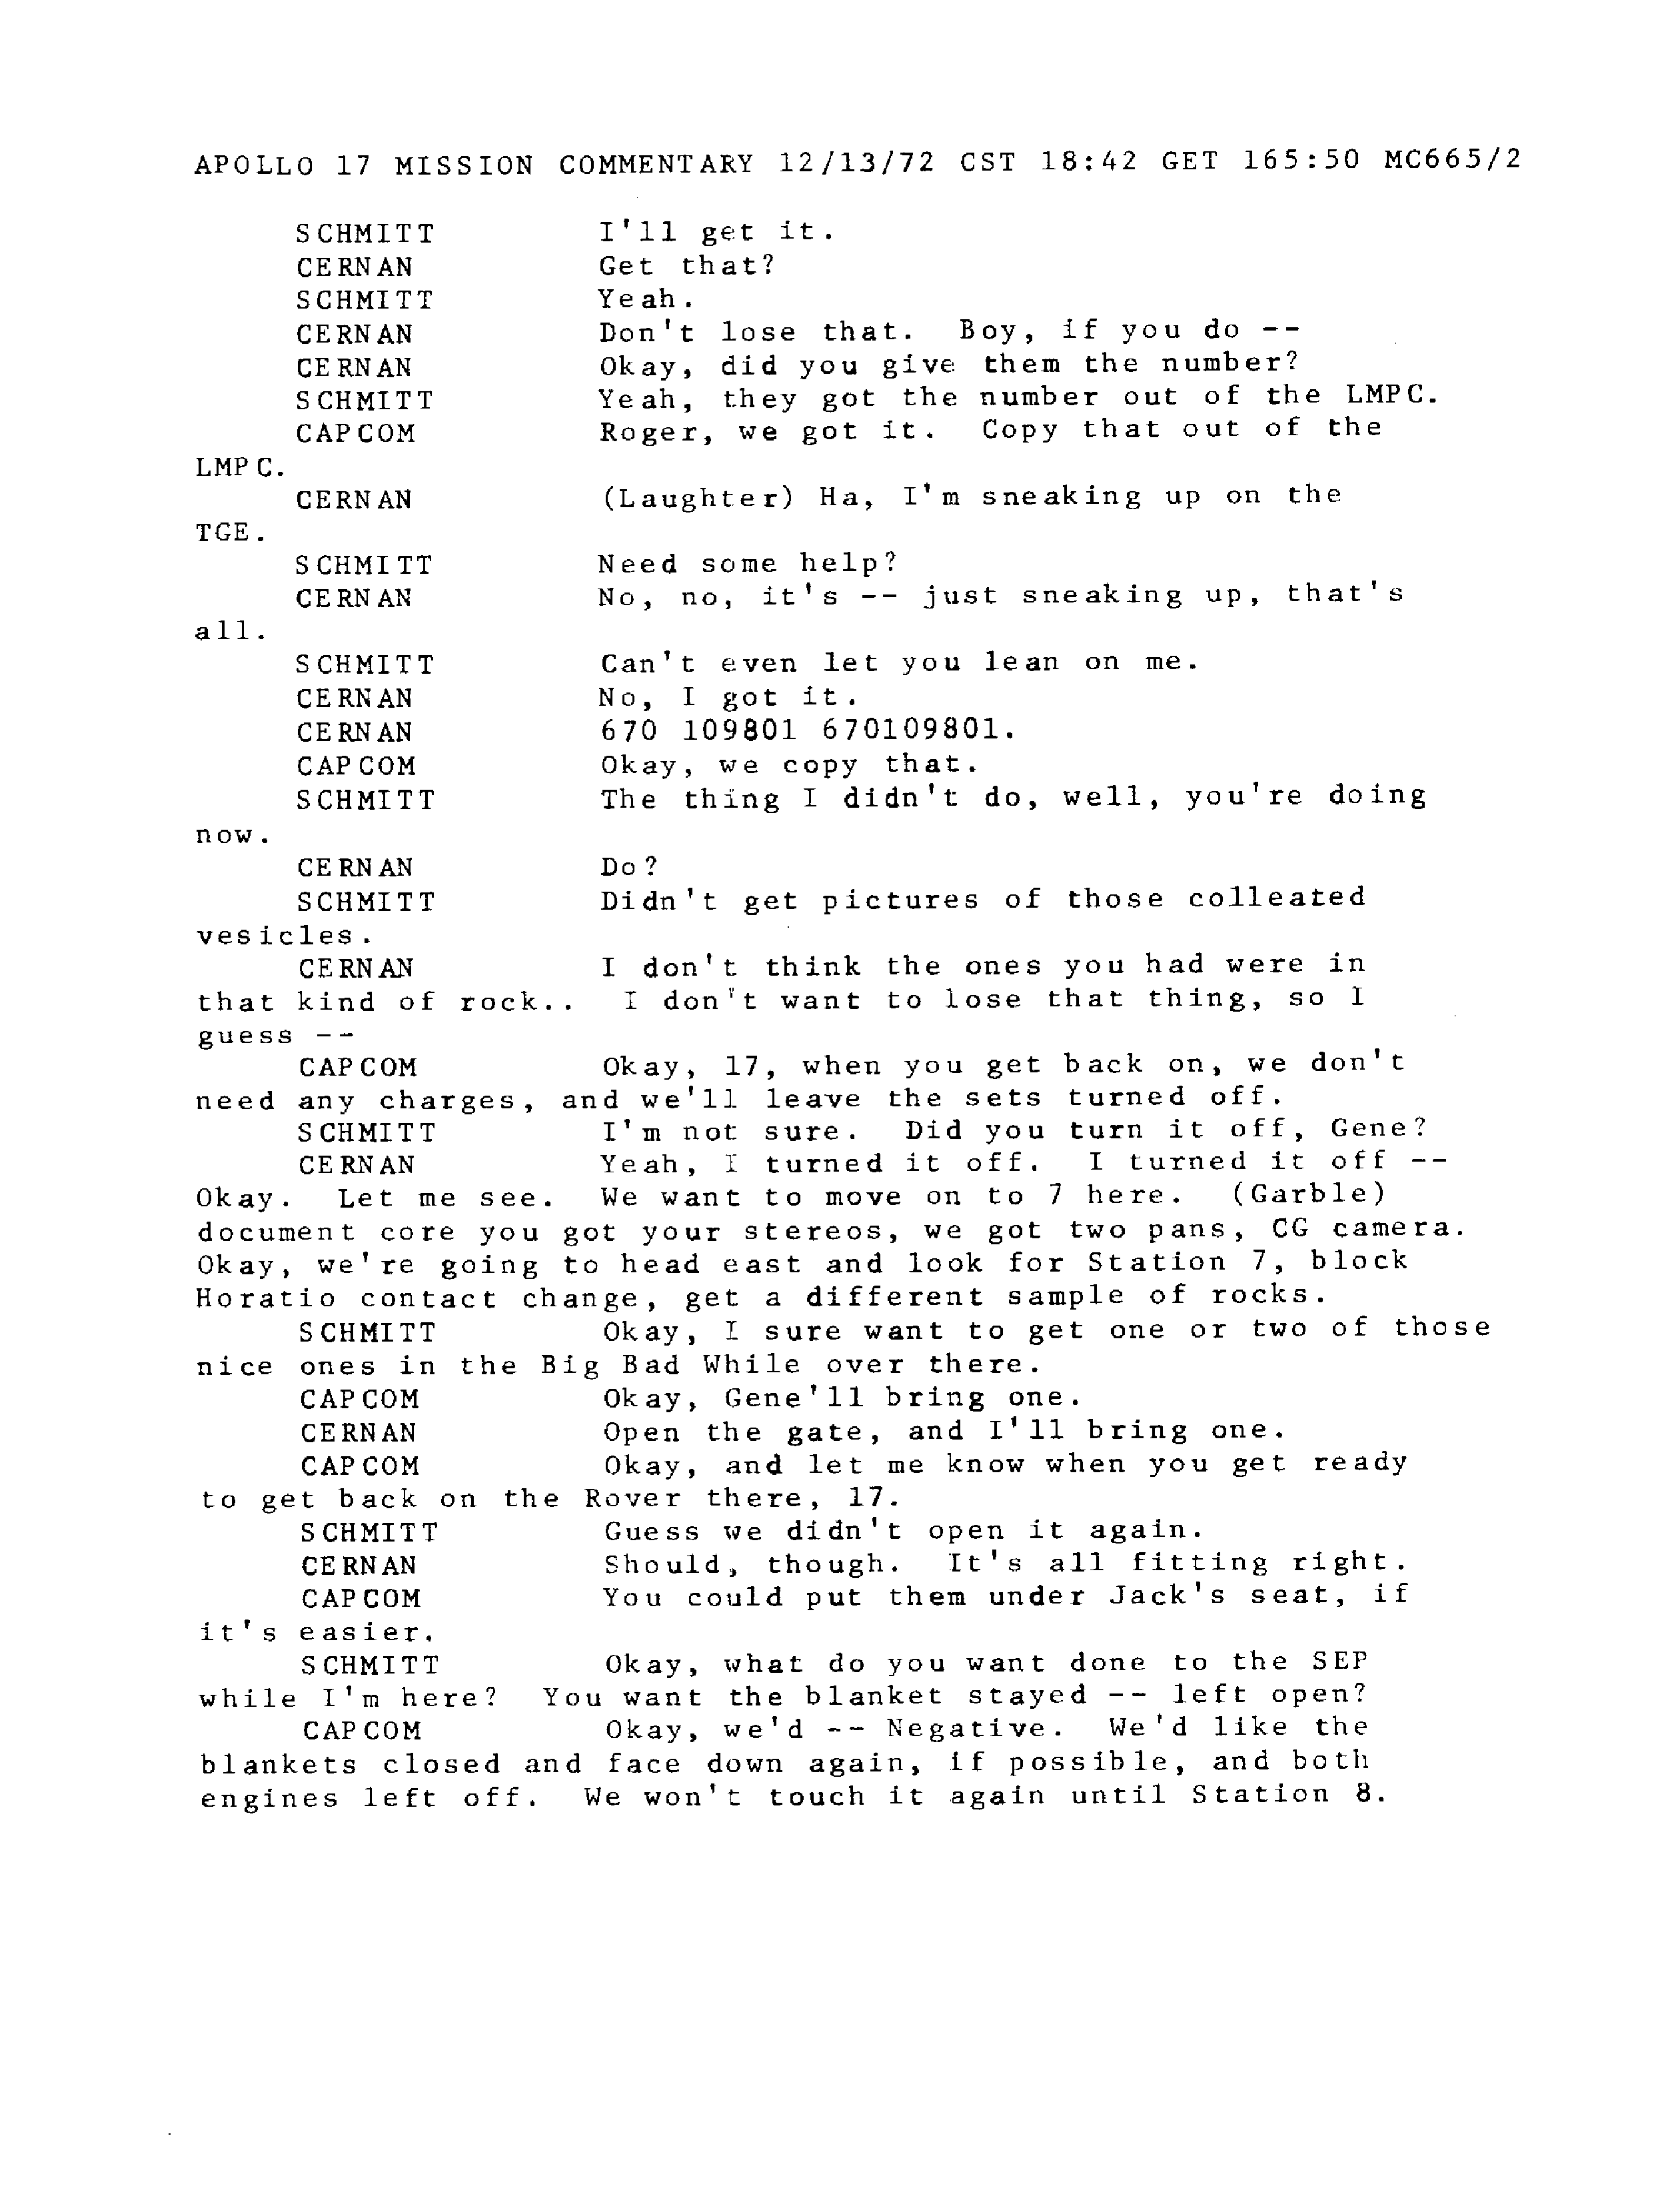 APOLLO 17 MISSION COMMENTARY 12/13/72 CST 18:42 GET 165:50 MC665/2
SCHMITT I'll get it.
CERNAN Get that?
SCHMITT Yeah.
CERNAN Don't lose that. Boy, if you do --
CERNAN Okay, did you give them the number?
SCHMITT Yeah, they got the number out of the LMPC.
CAPCOM Roger, we got it. Copy that out of the
LMPC.
CERNAN (Laughter) Ha, I'm sneaking up on the
TGE.
SCHMITT Need some help?
CERNAN No, no, it's -- just sneaking up, that's
all.
SCHMITT Can't even let you lean on me.
CERNAN No, I got it.
CERNAN 670 109801 670109801.
CAPCOM Okay, we copy that.
SCHMITT The thing I didn't do, well, you're doing
now.
CERNAN Do?
SCHMITT Didn't get pictures of those colleated
vesicles.
CERNAN I don't think the ones you had were in
that kind of rock.. I don't want to lose that thing, so I
guess --
CAPCOM Okay, 17, when you get back on, we don't
need any charges, and we'll leave the sets turned off.
SCHMITT I'm not sure. Did you turn it off, Gene?
CERNAN Yeah, I turned it off. I turned it off --
Okay. Let me see. We want to move on to 7 here. (Garble)
document core you got your stereos, we got two pans, CG camera.
Okay, we're going to head east and look for Station 7, block
Horatio contact change, get a different sample of rocks.
SCHMITT Okay, I sure want to get one or two of those
nice ones in the Big Bad While over there.
CAPCOM Okay, Gene'll bring one.
CERNAN Open the gate, and I'll bring one.
CAPCOM Okay, and let me know when you get ready
to get back on the Rover there, 17.
SCHMITT Guess we didn't open it again.
CERNAN Should, though. It's all fitting right.
CAPCOM You could put them under Jack's seat, if
it's easier.
SCHMITT Okay, what do you want done to the SEP
while I'm here? You want the blanket stayed -- left open?
CAPCOM Okay, we'd -- Negative. We'd like the
blankets closed and face down again, if possible, and both
engines left off. We won't touch it again until Station 8.